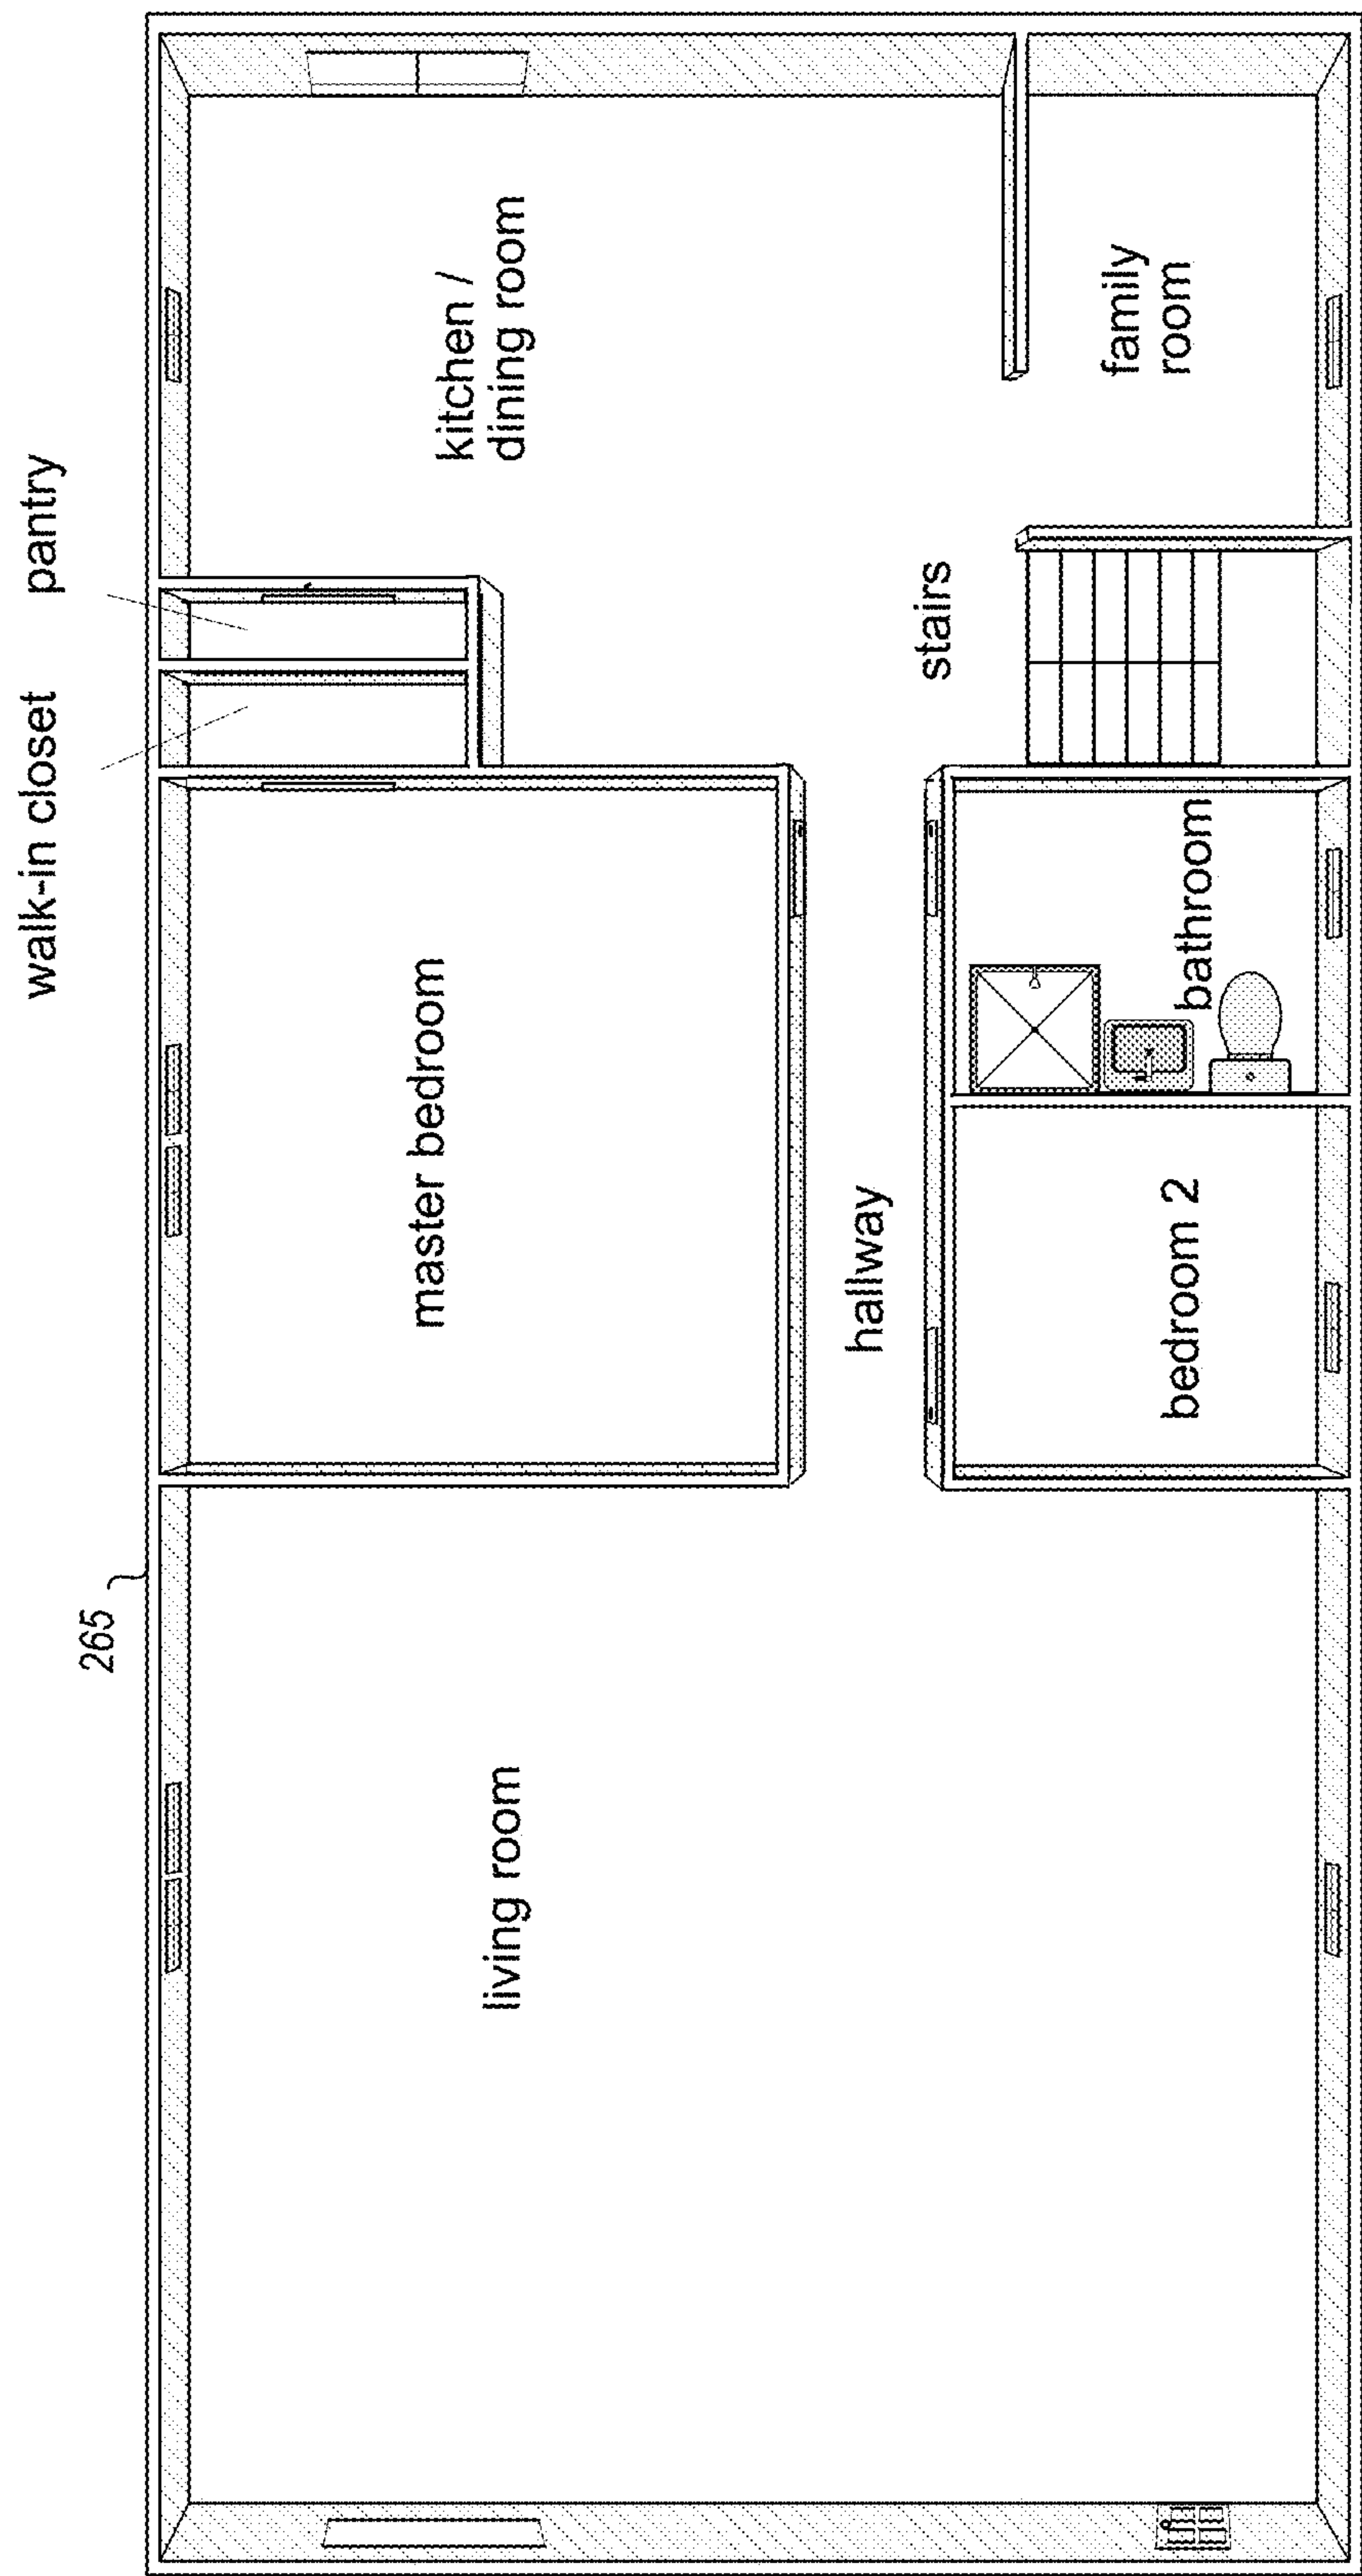 walk-in closet
pantry
265
master bedroom
kitchen /
dining room
living room
hallway
stairs
bedroom 2
bathroom
family
room